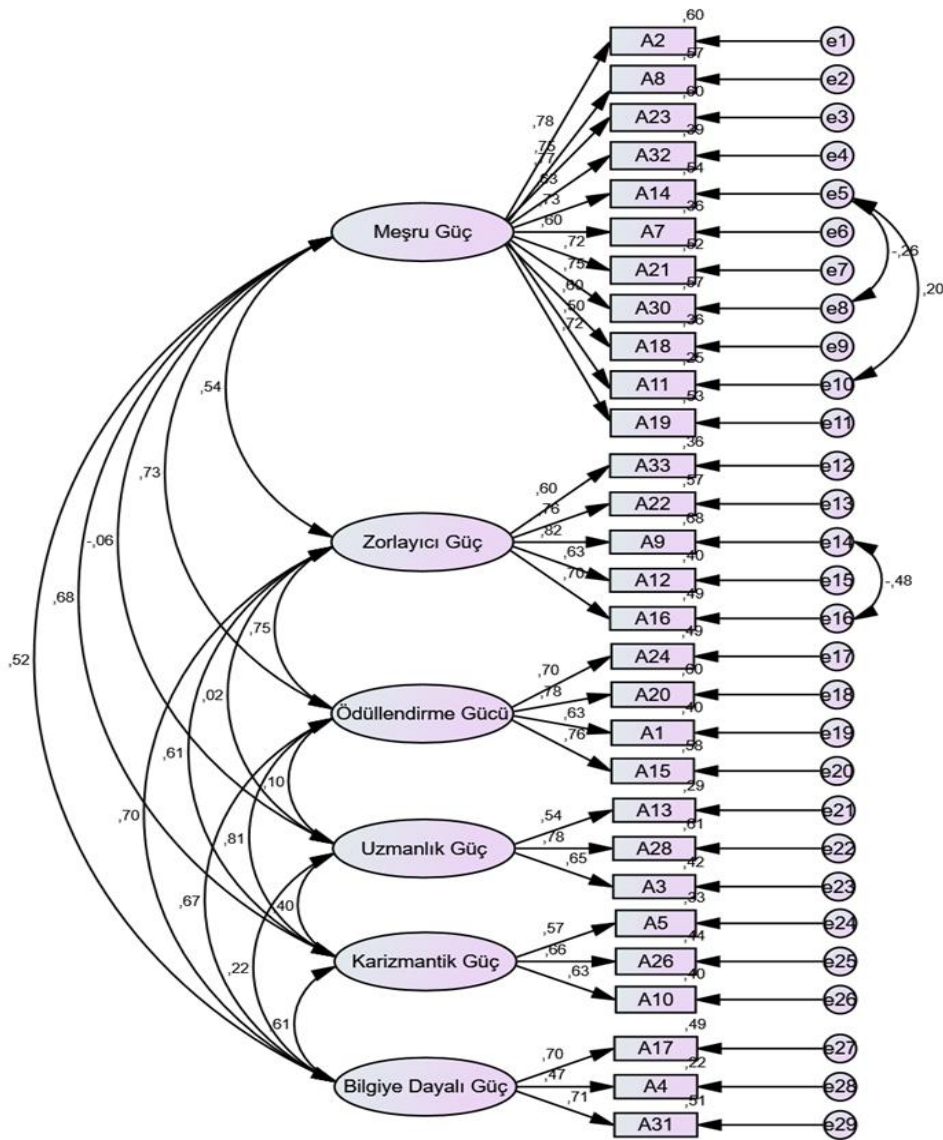 ,60
A2
e1
,57
,78
A8
e2
,60
,75
A23
e3
,39
,77
A32
e4
,54
,63
A14
e5
,36
,73
Meşru Güç
,60
A7
e6
,52
-,26
,72
A21
e7
,57
,20
,75
A30
e8
,36
,60
A18
e9
,25
,50
A11
e10
,53
,72
A19
e11
,54
,36
A33
e12
,57
,73
,60
A22
e13
,68
,76
-,06
Zorlayıcı Güç
,82
A9
e14
,40
,63
A12
e15
-,48
,68
,49
,70
A16
e16
,49
,75
A24
e17
,52
,60
,70
A20
e18
,40
,02
Ödüllendirme Gücü
,78
,63
A1
e19
,58
,61
,76
A15
e20
,29
,10
A13
e21
,61
,70
,81
Uzmanlık Güç
,54
,78
A28
e22
,42
,65
A3
e23
,33
,67
,40
,57
A5
e24
,44
,22
Karizmantik Güç
,66
A26
e25
,40
,63
A10
e26
,61
,49
,70
A17
e27
,22
Bilgiye Dayalı Güç
,47
A4
e28
,51
,71
A31
e29